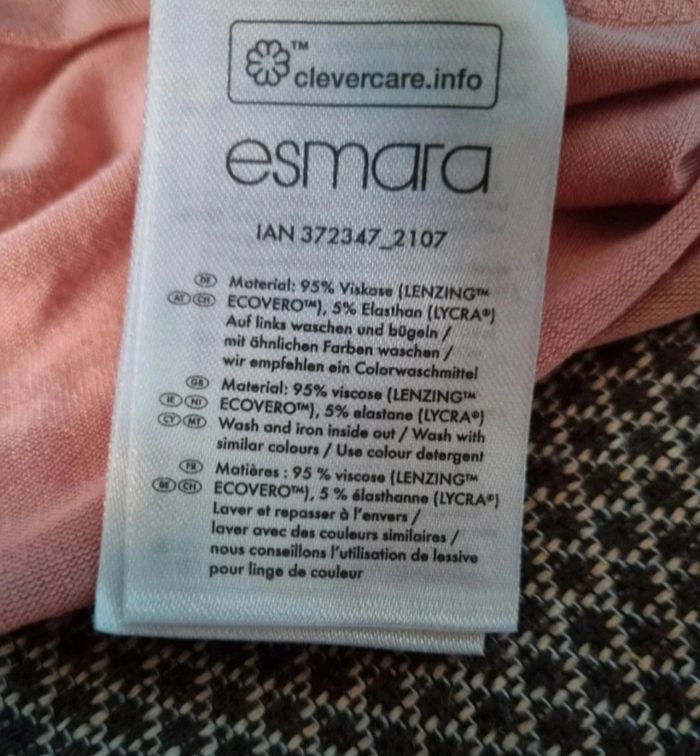 TM
clevercare.info
esmara
IAN 372347_2107
DE Material: 95% Viskose (LENZING™
AT CH ECOVERO™), 5% Elasthan (LYCRA®)
Auf links waschen und bügeln /
mit ähnlichen Farben waschen /
wir empfehlen ein Colorwaschmittel
GB Material: 95% viscose (LENZING™
IE NI ECOVERO™), 5% elastane (LYCRA®)
CY MT Wash and iron inside out / Wash with
similar colours / Use colour detergent
FR Matières : 95 % viscose (LENZING™
BE CH ECOVERO™), 5 % élasthanne (LYCRA®)
Laver et repasser à l'envers /
laver avec des couleurs similaires /
nous conseillons l'utilisation de lessive
pour linge de couleur